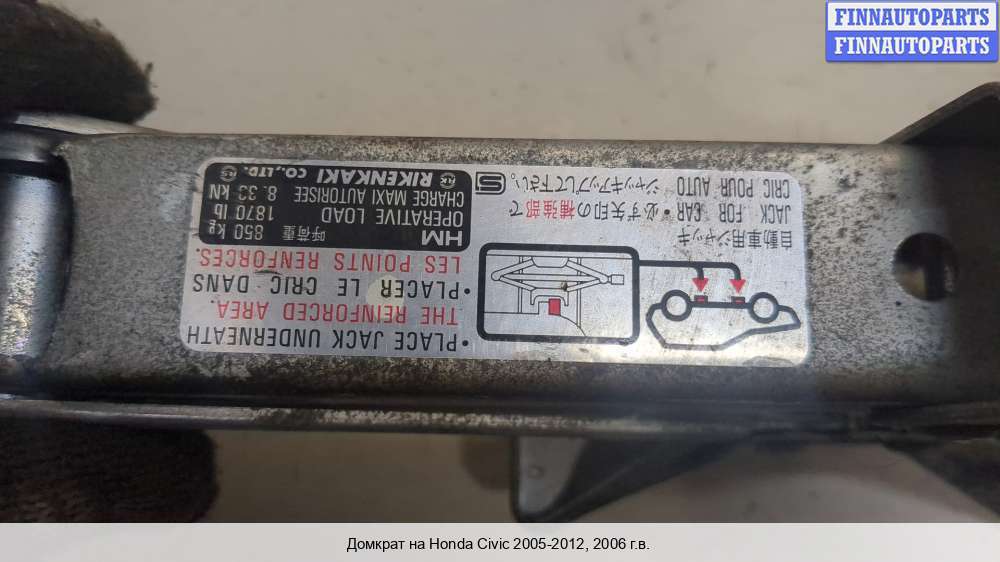 FINNAUTOPARTS
FINNAUTOPARTS
自動車用ジャッキ
JACK FOR CAR
CRIC POUR AUTO
・必ず矢印の補強部で
ジャッキアップして下さい。
・PLACE JACK UNDERNEATH
THE REINFORCED AREA.
・PLACER LE CRIC DANS
LES POINTS RENFORCES.
HM 呼荷重 850 kg
OPERATIVE LOAD 1870 lb
CHARGE MAXI AUTORISEE 8.33 kN
RIKENKAKI CO.,LTD.
Домкрат на Honda Civic 2005-2012, 2006 г.в.